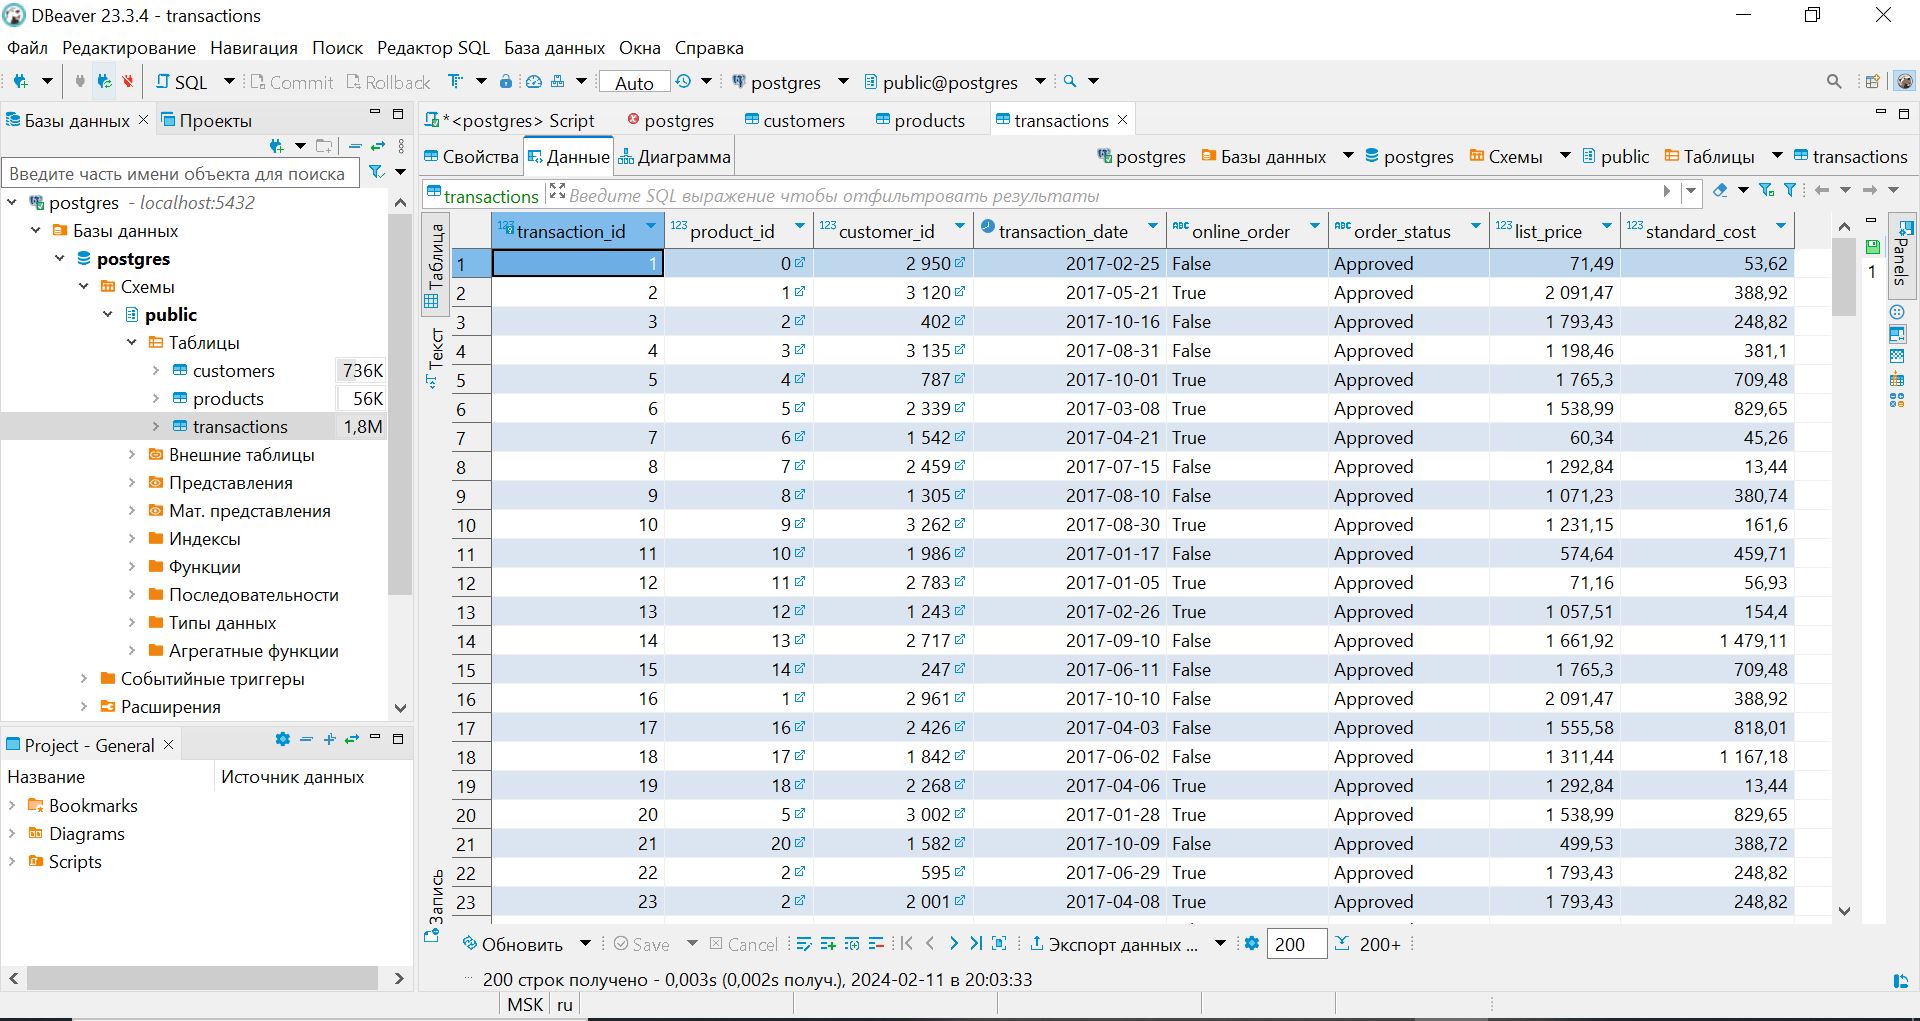 DBeaver 23.3.4 - transactions
Файл Редактирование Навигация Поиск Редактор SQL База данных Окна Справка
SQL Commit Rollback Auto postgres public@postgres
Базы данных Проекты
*<postgres> Script postgres customers products transactions
Свойства Данные Диаграмма
postgres Базы данных postgres Схемы public Таблицы transactions
Введите часть имени объекта для поиска
postgres - localhost:5432
Базы данных
postgres
Схемы
public
Таблицы
customers 736K
products 56K
transactions 1,8M
Внешние таблицы
Представления
Мат. представления
Индексы
Функции
Последовательности
Типы данных
Агрегатные функции
Событийные триггеры
Расширения
Project - General
Название Источник данных
Bookmarks
Diagrams
Scripts
transactions Введите SQL выражение чтобы отфильтровать результаты
Таблица
Текст
Запись
123 transaction_id 123 product_id 123 customer_id transaction_date ABC online_order ABC order_status 123 list_price 123 standard_cost
1 1 0 2 950 2017-02-25 False Approved 71,49 53,62
2 2 1 3 120 2017-05-21 True Approved 2 091,47 388,92
3 3 2 402 2017-10-16 False Approved 1 793,43 248,82
4 4 3 3 135 2017-08-31 False Approved 1 198,46 381,1
5 5 4 787 2017-10-01 True Approved 1 765,3 709,48
6 6 5 2 339 2017-03-08 True Approved 1 538,99 829,65
7 7 6 1 542 2017-04-21 True Approved 60,34 45,26
8 8 7 2 459 2017-07-15 False Approved 1 292,84 13,44
9 9 8 1 305 2017-08-10 False Approved 1 071,23 380,74
10 10 9 3 262 2017-08-30 True Approved 1 231,15 161,6
11 11 10 1 986 2017-01-17 False Approved 574,64 459,71
12 12 11 2 783 2017-01-05 True Approved 71,16 56,93
13 13 12 1 243 2017-02-26 True Approved 1 057,51 154,4
14 14 13 2 717 2017-09-10 False Approved 1 661,92 1 479,11
15 15 14 247 2017-06-11 False Approved 1 765,3 709,48
16 16 1 2 961 2017-10-10 False Approved 2 091,47 388,92
17 17 16 2 426 2017-04-03 False Approved 1 555,58 818,01
18 18 17 1 842 2017-06-02 False Approved 1 311,44 1 167,18
19 19 18 2 268 2017-04-06 True Approved 1 292,84 13,44
20 20 5 3 002 2017-01-28 True Approved 1 538,99 829,65
21 21 20 1 582 2017-10-09 False Approved 499,53 388,72
22 22 2 595 2017-06-29 True Approved 1 793,43 248,82
23 23 2 2 001 2017-04-08 True Approved 1 793,43 248,82
1
Panels
Обновить Save Cancel Экспорт данных ... 200 200+
200 строк получено - 0,003s (0,002s получ.), 2024-02-11 в 20:03:33
MSK ru